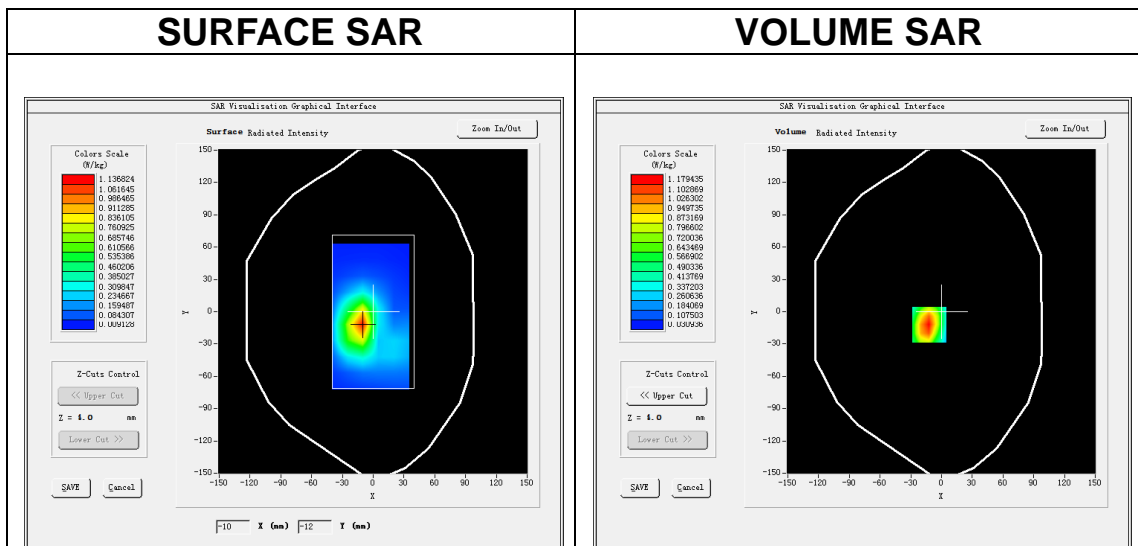 SURFACE SAR
VOLUME SAR
SAR Visualisation Graphical Interface
Surface Radiated Intensity
Zoom In/Out
Colors Scale
(W/kg)
1.136824
1.061645
0.986465
0.911285
0.836105
0.760925
0.685746
0.610566
0.535386
0.460206
0.385027
0.309847
0.234667
0.159487
0.084307
0.009128
150
120
90
60
30
0
-30
-60
-90
-120
-150
Y
-150 -120 -90 -60 -30 0 30 60 90 120 150
X
Z-Cuts Control
<< Upper Cut
Z = 4.0 mm
Lower Cut >>
SAVE Cancel
-10 X (mm) -12 Y (mm)
SAR Visualisation Graphical Interface
Volume Radiated Intensity
Zoom In/Out
Colors Scale
(W/kg)
1.179435
1.102869
1.026302
0.949735
0.873169
0.796602
0.720036
0.643469
0.566902
0.490336
0.413769
0.337203
0.260636
0.184069
0.107503
0.030936
150
120
90
60
30
0
-30
-60
-90
-120
-150
Y
-150 -120 -90 -60 -30 0 30 60 90 120 150
X
Z-Cuts Control
<< Upper Cut
Z = 4.0 mm
Lower Cut >>
SAVE Cancel